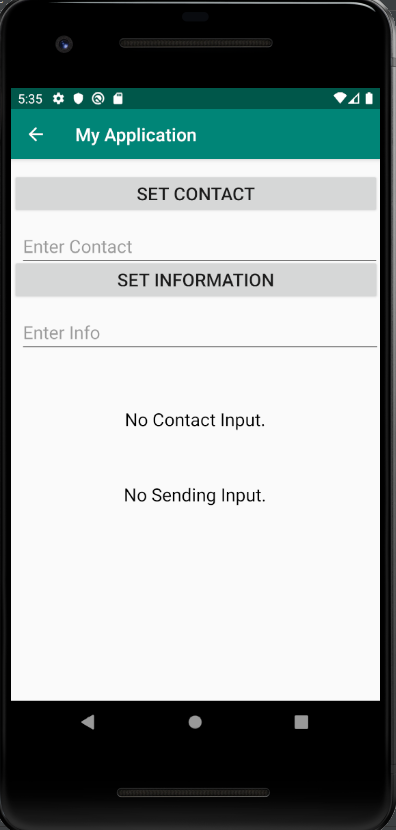 5:35
My Application
SET CONTACT
Enter Contact
SET INFORMATION
Enter Info
No Contact Input.
No Sending Input.